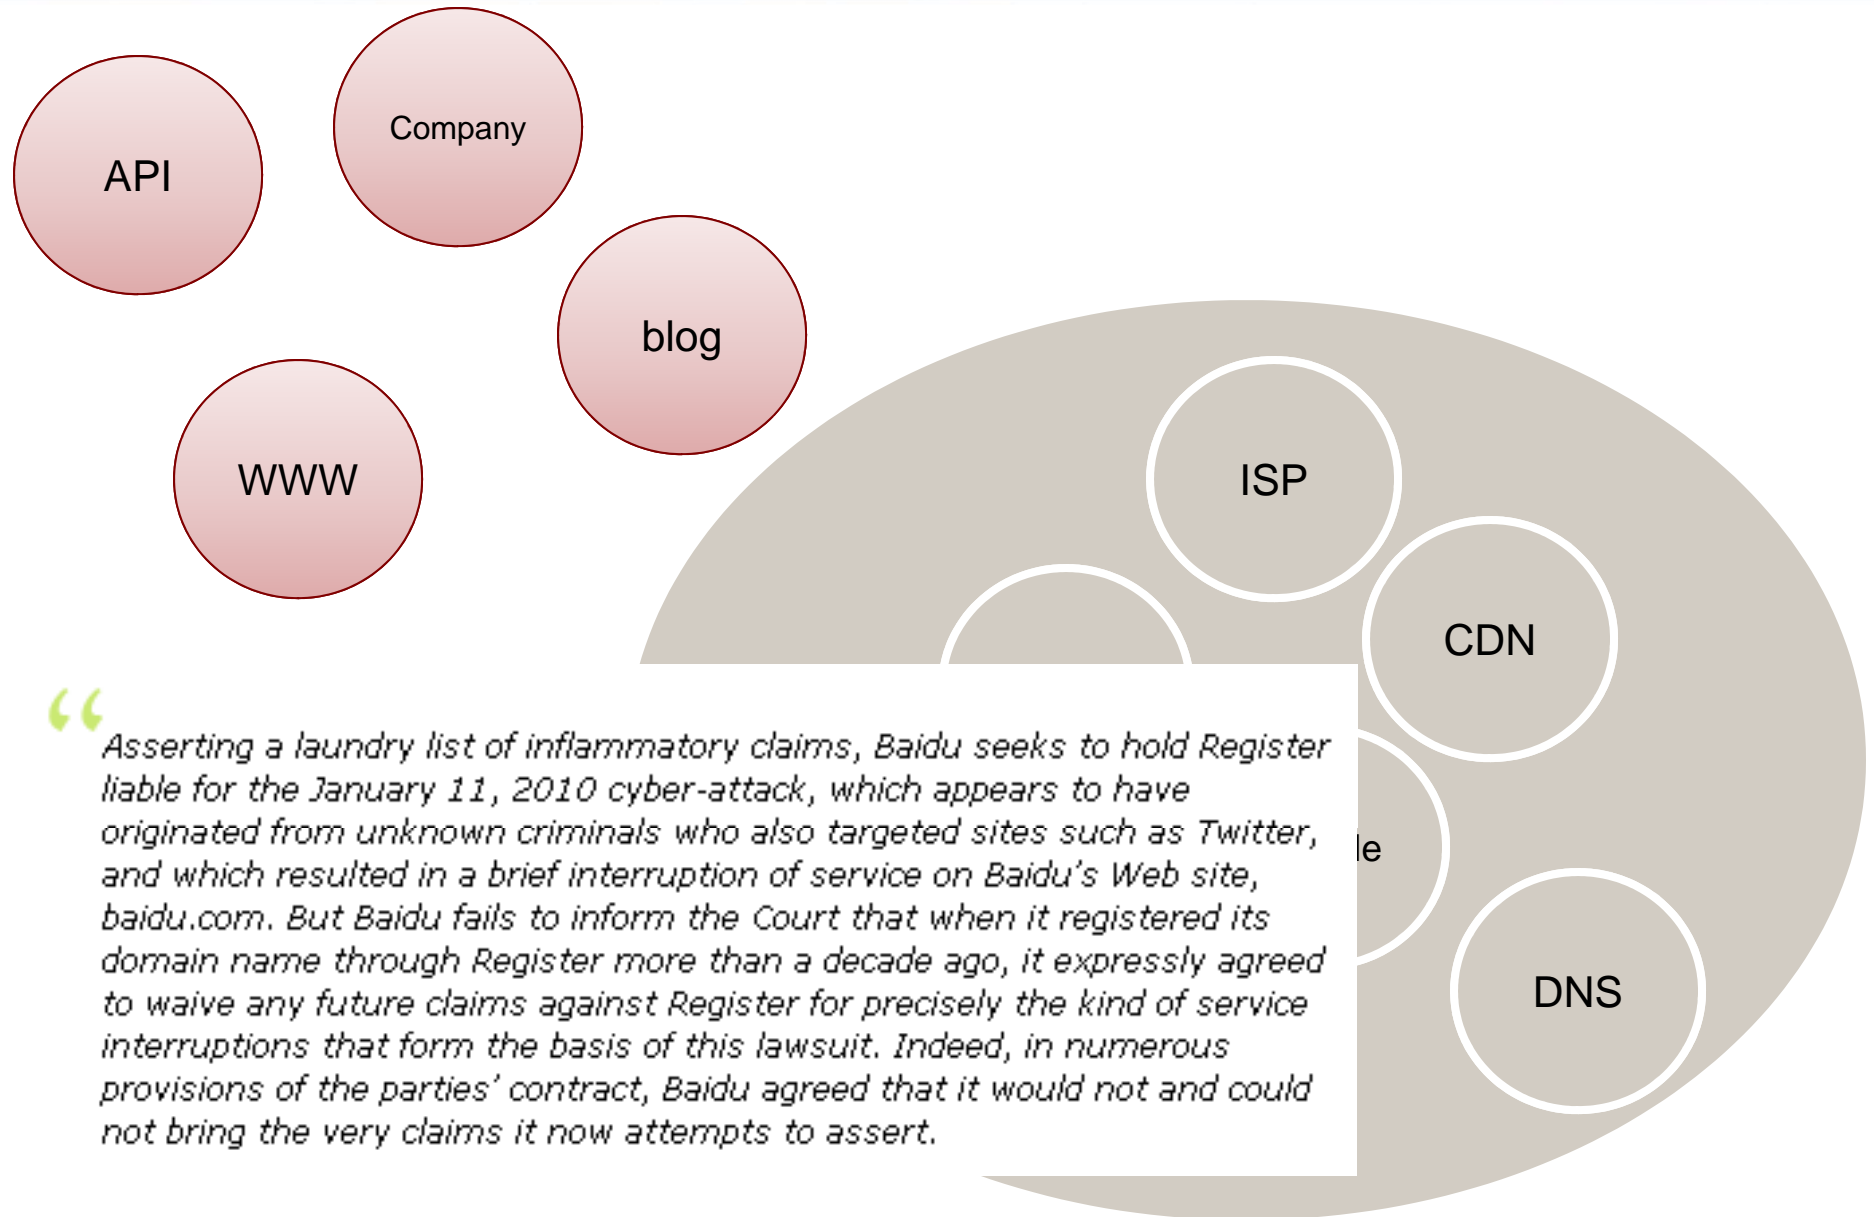 Company
API
blog
WWW
ISP
CDN
“
Asserting a laundry list of inflammatory claims, Baidu seeks to hold Register
liable for the January 11, 2010 cyber-attack, which appears to have
originated from unknown criminals who also targeted sites such as Twitter,
and which resulted in a brief interruption of service on Baidu’s Web site,
baidu.com. But Baidu fails to inform the Court that when it registered its
domain name through Register more than a decade ago, it expressly agreed
to waive any future claims against Register for precisely the kind of service
interruptions that form the basis of this lawsuit. Indeed, in numerous
provisions of the parties’ contract, Baidu agreed that it would not and could
not bring the very claims it now attempts to assert.
DNS